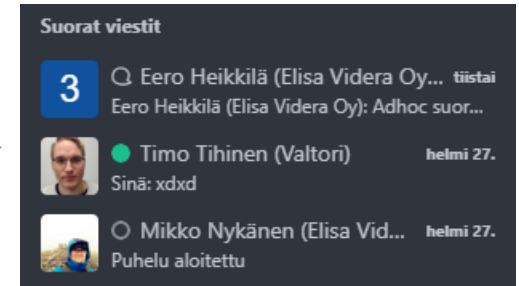 Suorat viestit
3
Eero Heikkilä (Elisa Videra Oy... tiistai
Eero Heikkilä (Elisa Videra Oy): Adhoc suor...
Timo Tihinen (Valtori) helmi 27.
Sinä: xdxd
Mikko Nykänen (Elisa Vid... helmi 27.
Puhelu aloitettu